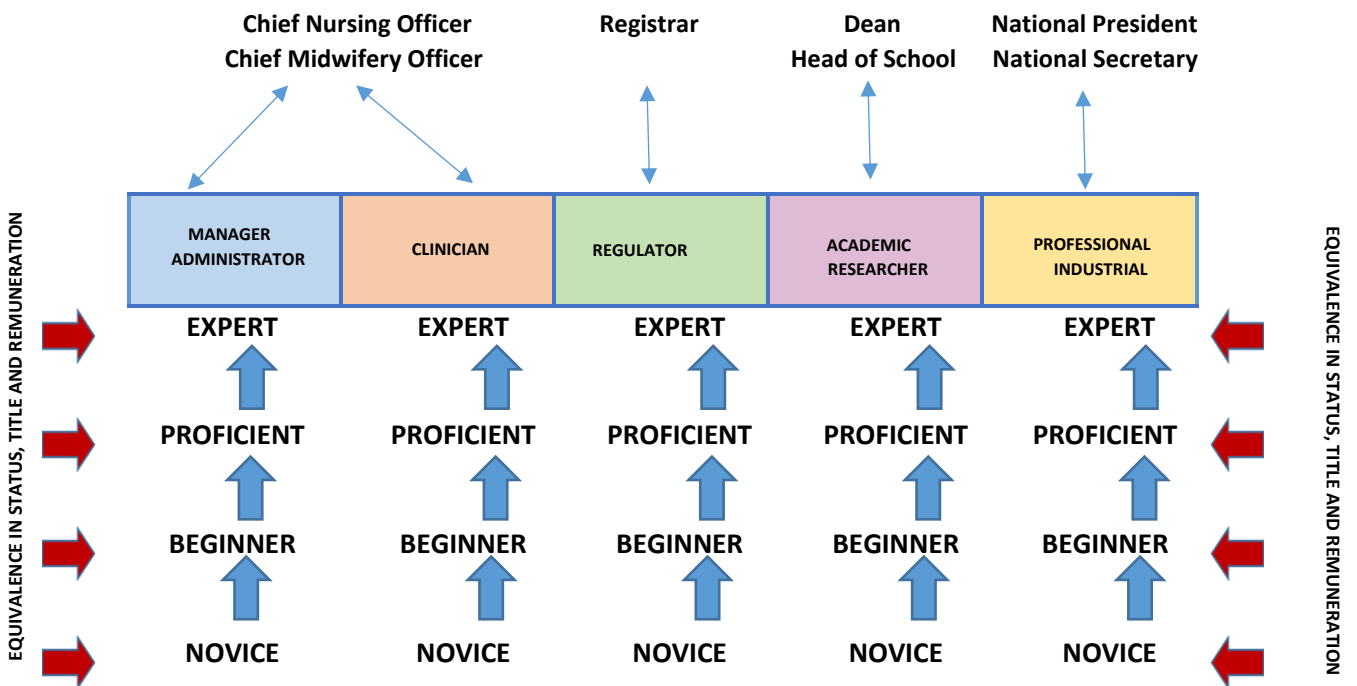 Chief Nursing Officer
Chief Midwifery Officer
Registrar
Dean
Head of School
National President
National Secretary
MANAGER
ADMINISTRATOR
CLINICIAN
REGULATOR
ACADEMIC
RESEARCHER
PROFESSIONAL
INDUSTRIAL
EQUIVALENCE IN STATUS, TITLE AND REMUNERATION
EXPERT EXPERT EXPERT EXPERT EXPERT
PROFICIENT PROFICIENT PROFICIENT PROFICIENT PROFICIENT
BEGINNER BEGINNER BEGINNER BEGINNER BEGINNER
NOVICE NOVICE NOVICE NOVICE NOVICE
EQUIVALENCE IN STATUS, TITLE AND REMUNERATION